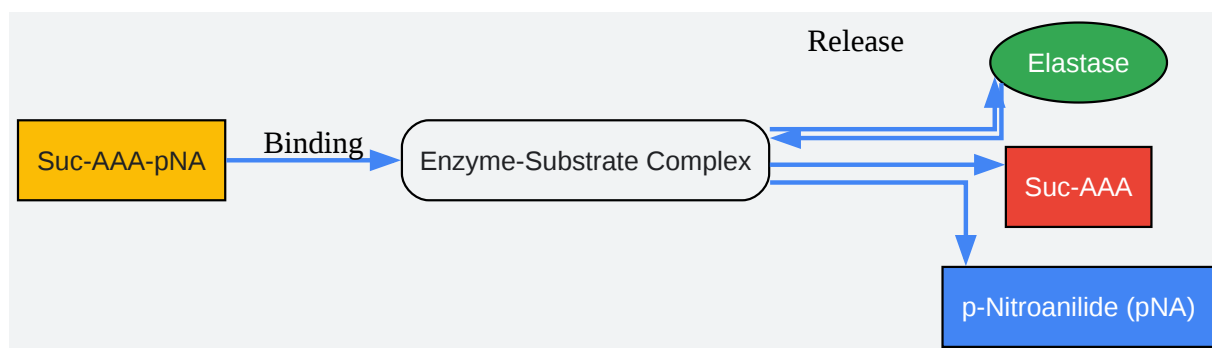 Release
Elastase
Suc-AAA-pNA
Binding
Enzyme-Substrate Complex
Suc-AAA
p-Nitroanilide (pNA)